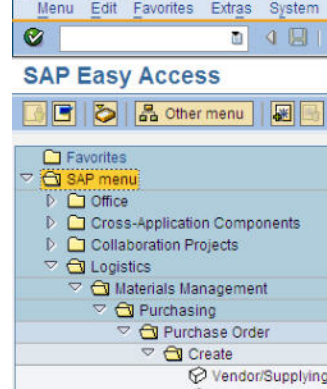 Menu Edit Favorites Extras System
SAP Easy Access
Other menu
Favorites
SAP menu
Office
Cross-Application Components
Collaboration Projects
Logistics
Materials Management
Purchasing
Purchase Order
Create
Vendor/Supplying